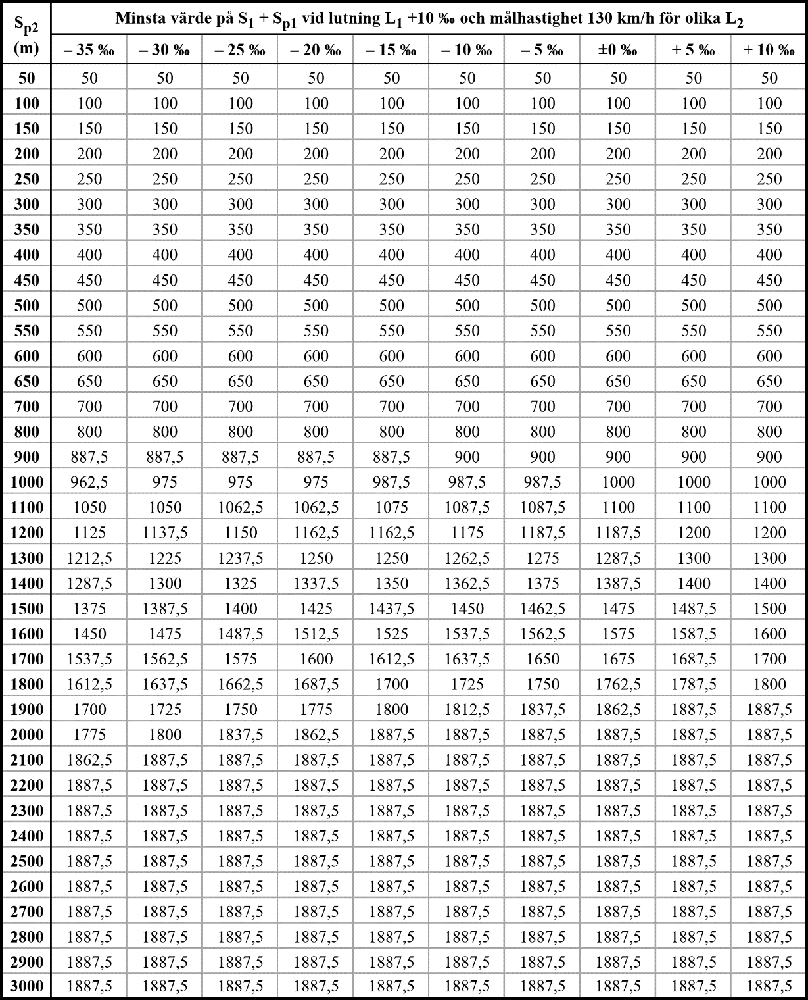 S_p2 (m) Minsta värde på S_1 + S_p1 vid lutning L_1 +10 ‰ och målhastighet 130 km/h för olika L_2
– 35 ‰ – 30 ‰ – 25 ‰ – 20 ‰ – 15 ‰ – 10 ‰ – 5 ‰ ±0 ‰ + 5 ‰ + 10 ‰
50 50 50 50 50 50 50 50 50 50 50
100 100 100 100 100 100 100 100 100 100 100
150 150 150 150 150 150 150 150 150 150 150
200 200 200 200 200 200 200 200 200 200 200
250 250 250 250 250 250 250 250 250 250 250
300 300 300 300 300 300 300 300 300 300 300
350 350 350 350 350 350 350 350 350 350 350
400 400 400 400 400 400 400 400 400 400 400
450 450 450 450 450 450 450 450 450 450 450
500 500 500 500 500 500 500 500 500 500 500
550 550 550 550 550 550 550 550 550 550 550
600 600 600 600 600 600 600 600 600 600 600
650 650 650 650 650 650 650 650 650 650 650
700 700 700 700 700 700 700 700 700 700 700
800 800 800 800 800 800 800 800 800 800 800
900 887,5 887,5 887,5 887,5 887,5 900 900 900 900 900
1000 962,5 975 975 975 987,5 987,5 987,5 1000 1000 1000
1100 1050 1050 1062,5 1062,5 1075 1087,5 1087,5 1100 1100 1100
1200 1125 1137,5 1150 1162,5 1162,5 1175 1187,5 1187,5 1200 1200
1300 1212,5 1225 1237,5 1250 1250 1262,5 1275 1287,5 1300 1300
1400 1287,5 1300 1325 1337,5 1350 1362,5 1375 1387,5 1400 1400
1500 1375 1387,5 1400 1425 1437,5 1450 1462,5 1475 1487,5 1500
1600 1450 1475 1487,5 1512,5 1525 1537,5 1562,5 1575 1587,5 1600
1700 1537,5 1562,5 1575 1600 1612,5 1637,5 1650 1675 1687,5 1700
1800 1612,5 1637,5 1662,5 1687,5 1700 1725 1750 1762,5 1787,5 1800
1900 1700 1725 1750 1775 1800 1812,5 1837,5 1862,5 1887,5 1887,5
2000 1775 1800 1837,5 1862,5 1887,5 1887,5 1887,5 1887,5 1887,5 1887,5
2100 1862,5 1887,5 1887,5 1887,5 1887,5 1887,5 1887,5 1887,5 1887,5 1887,5
2200 1887,5 1887,5 1887,5 1887,5 1887,5 1887,5 1887,5 1887,5 1887,5 1887,5
2300 1887,5 1887,5 1887,5 1887,5 1887,5 1887,5 1887,5 1887,5 1887,5 1887,5
2400 1887,5 1887,5 1887,5 1887,5 1887,5 1887,5 1887,5 1887,5 1887,5 1887,5
2500 1887,5 1887,5 1887,5 1887,5 1887,5 1887,5 1887,5 1887,5 1887,5 1887,5
2600 1887,5 1887,5 1887,5 1887,5 1887,5 1887,5 1887,5 1887,5 1887,5 1887,5
2700 1887,5 1887,5 1887,5 1887,5 1887,5 1887,5 1887,5 1887,5 1887,5 1887,5
2800 1887,5 1887,5 1887,5 1887,5 1887,5 1887,5 1887,5 1887,5 1887,5 1887,5
2900 1887,5 1887,5 1887,5 1887,5 1887,5 1887,5 1887,5 1887,5 1887,5 1887,5
3000 1887,5 1887,5 1887,5 1887,5 1887,5 1887,5 1887,5 1887,5 1887,5 1887,5